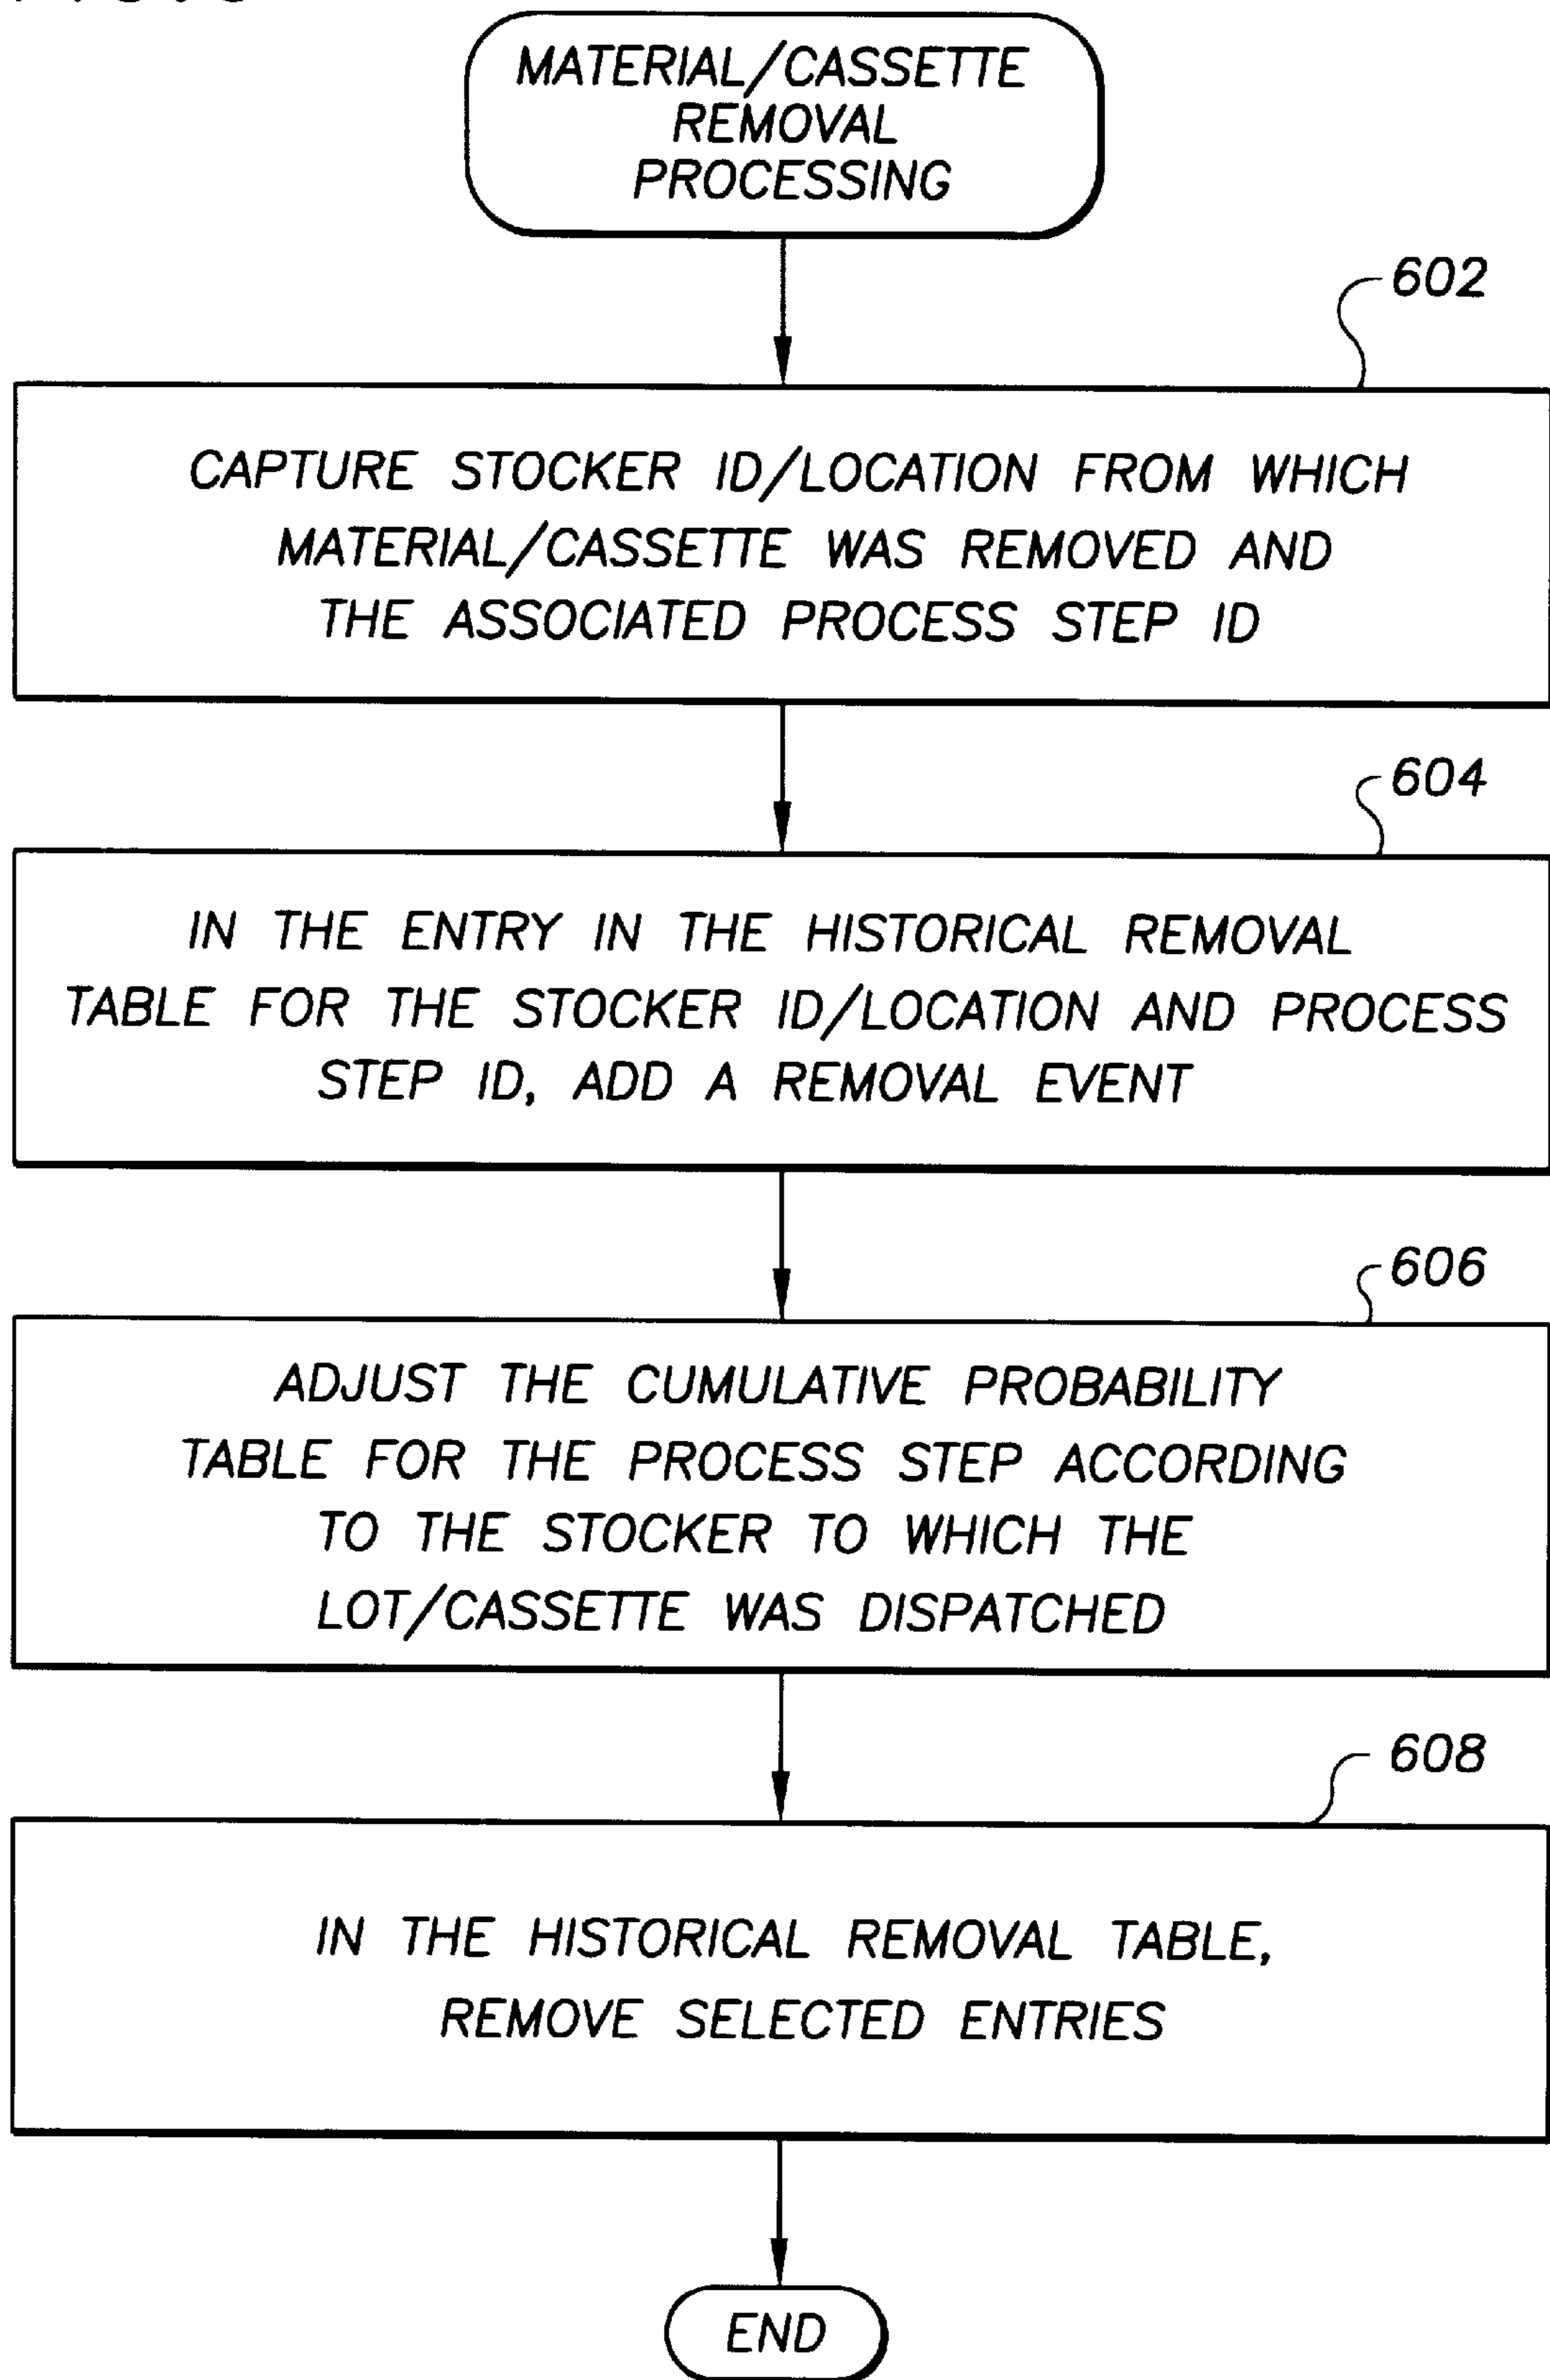 MATERIAL/CASSETTE
REMOVAL
PROCESSING
602
CAPTURE STOCKER ID/LOCATION FROM WHICH
MATERIAL/CASSETTE WAS REMOVED AND
THE ASSOCIATED PROCESS STEP ID
604
IN THE ENTRY IN THE HISTORICAL REMOVAL
TABLE FOR THE STOCKER ID/LOCATION AND PROCESS
STEP ID, ADD A REMOVAL EVENT
606
ADJUST THE CUMULATIVE PROBABILITY
TABLE FOR THE PROCESS STEP ACCORDING
TO THE STOCKER TO WHICH THE
LOT/CASSETTE WAS DISPATCHED
608
IN THE HISTORICAL REMOVAL TABLE,
REMOVE SELECTED ENTRIES
END